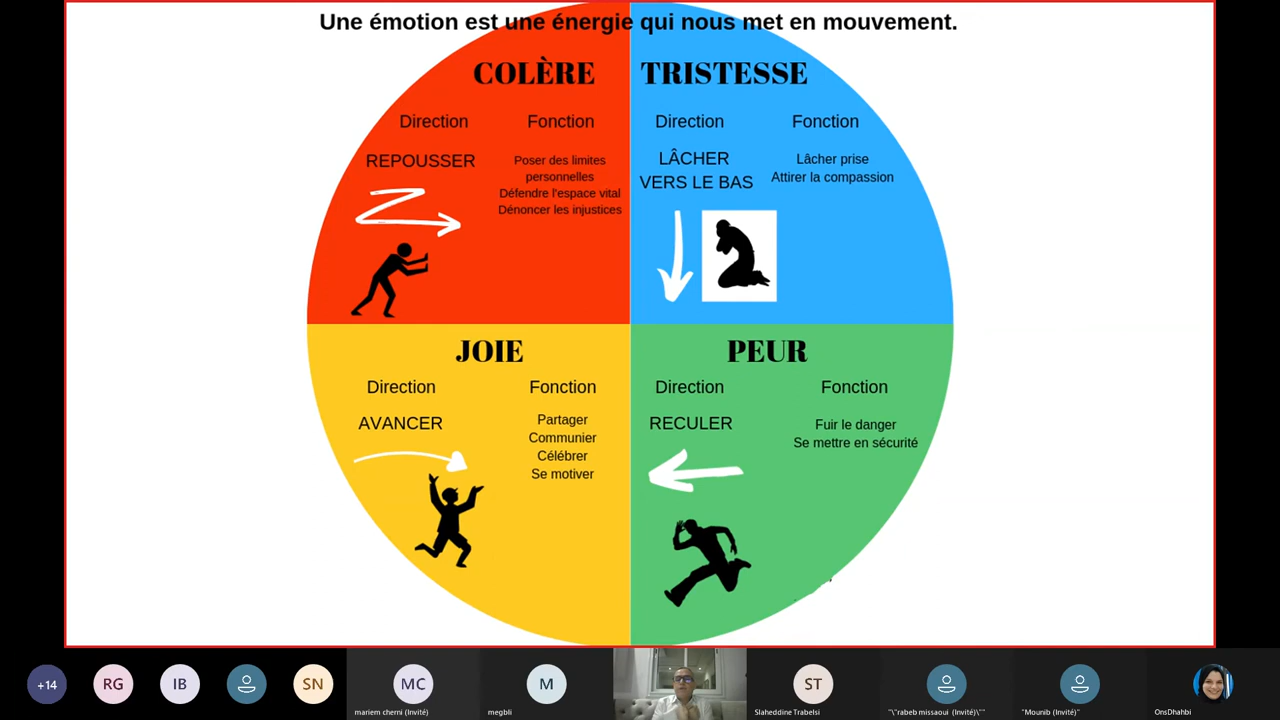 Une émotion est une énergie qui nous met en mouvement.
COLÈRE
Direction
Fonction
REPOUSSER
Poser des limites
personnelles
Défendre l'espace vital
Dénoncer les injustices
TRISTESSE
Direction
Fonction
LÂCHER
VERS LE BAS
Lâcher prise
Attirer la compassion
JOIE
Direction
Fonction
AVANCER
Partager
Communier
Célébrer
Se motiver
PEUR
Direction
Fonction
RECULER
Fuir le danger
Se mettre en sécurité
+14
RG
IB
SN
MC
mariem cherni (Invité)
M
megbli
ST
Slaheddine Trabelsi
"\"rabeb missaoui (Invité)\""
"Mounib (Invité)"
OnsDhahbi